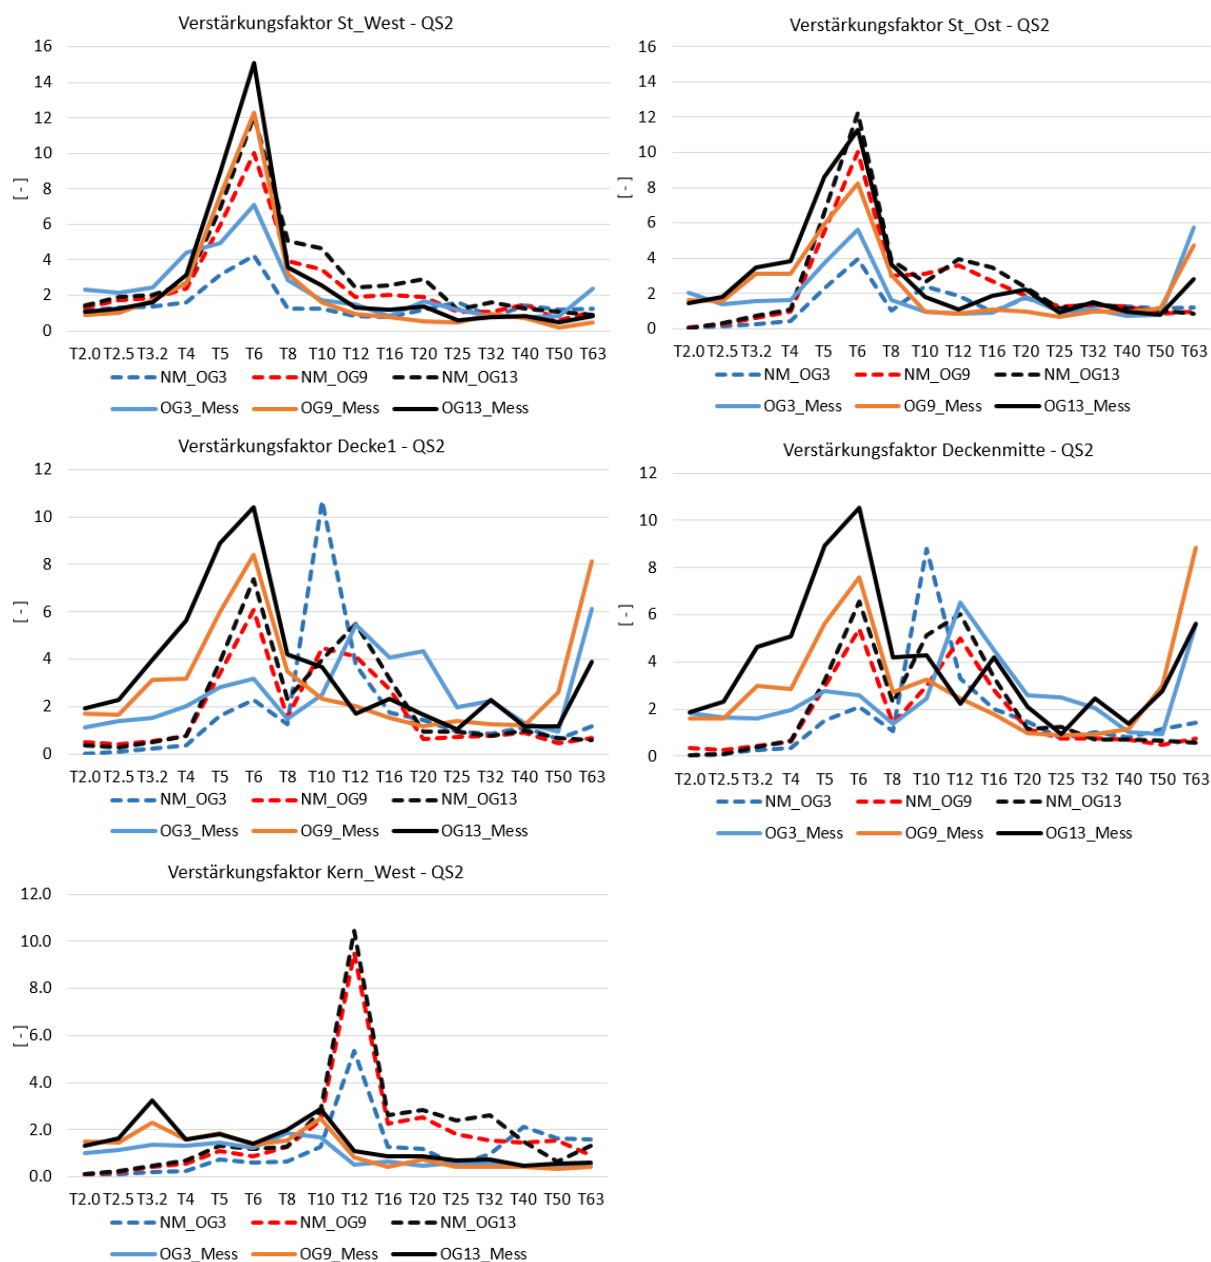 Verstärkungsfaktor St_West - QS2
16
14
12
10
8
6
4
2
0
[ - ]
T2.0 T2.5 T3.2 T4 T5 T6 T8 T10 T12 T16 T20 T25 T32 T40 T50 T63
NM_OG3 NM_OG9 NM_OG13
OG3_Mess OG9_Mess OG13_Mess
Verstärkungsfaktor St_Ost - QS2
16
14
12
10
8
6
4
2
0
[ - ]
T2.0 T2.5 T3.2 T4 T5 T6 T8 T10 T12 T16 T20 T25 T32 T40 T50 T63
NM_OG3 NM_OG9 NM_OG13
OG3_Mess OG9_Mess OG13_Mess
Verstärkungsfaktor Decke1 - QS2
12
10
8
6
4
2
0
[ - ]
T2.0 T2.5 T3.2 T4 T5 T6 T8 T10 T12 T16 T20 T25 T32 T40 T50 T63
NM_OG3 NM_OG9 NM_OG13
OG3_Mess OG9_Mess OG13_Mess
Verstärkungsfaktor Deckenmitte - QS2
12
10
8
6
4
2
0
[ - ]
T2.0 T2.5 T3.2 T4 T5 T6 T8 T10 T12 T16 T20 T25 T32 T40 T50 T63
NM_OG3 NM_OG9 NM_OG13
OG3_Mess OG9_Mess OG13_Mess
Verstärkungsfaktor Kern_West - QS2
12.0
10.0
8.0
6.0
4.0
2.0
0.0
[ - ]
T2.0 T2.5 T3.2 T4 T5 T6 T8 T10 T12 T16 T20 T25 T32 T40 T50 T63
NM_OG3 NM_OG9 NM_OG13
OG3_Mess OG9_Mess OG13_Mess